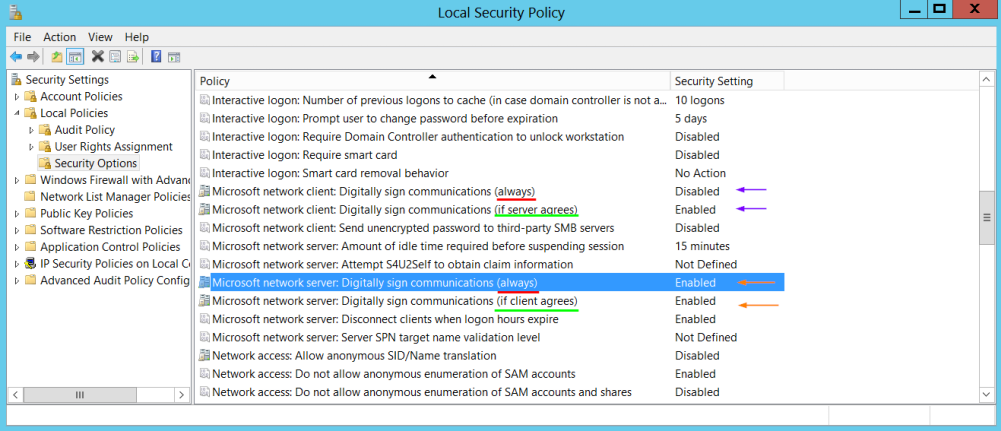 Local Security Policy
File Action View Help
Security Settings
Account Policies
Local Policies
Audit Policy
User Rights Assignment
Security Options
Windows Firewall with Advan
Network List Manager Policies
Public Key Policies
Software Restriction Policies
Application Control Policies
IP Security Policies on Local C
Advanced Audit Policy Config
Policy Security Setting
Interactive logon: Number of previous logons to cache (in case domain controller is not a... 10 logons
Interactive logon: Prompt user to change password before expiration 5 days
Interactive logon: Require Domain Controller authentication to unlock workstation Disabled
Interactive logon: Require smart card Disabled
Interactive logon: Smart card removal behavior No Action
Microsoft network client: Digitally sign communications (always) Disabled
Microsoft network client: Digitally sign communications (if server agrees) Enabled
Microsoft network client: Send unencrypted password to third-party SMB servers Disabled
Microsoft network server: Amount of idle time required before suspending session 15 minutes
Microsoft network server: Attempt S4U2Self to obtain claim information Not Defined
Microsoft network server: Digitally sign communications (always) Enabled
Microsoft network server: Digitally sign communications (if client agrees) Enabled
Microsoft network server: Disconnect clients when logon hours expire Enabled
Microsoft network server: Server SPN target name validation level Not Defined
Network access: Allow anonymous SID/Name translation Disabled
Network access: Do not allow anonymous enumeration of SAM accounts Enabled
Network access: Do not allow anonymous enumeration of SAM accounts and shares Disabled